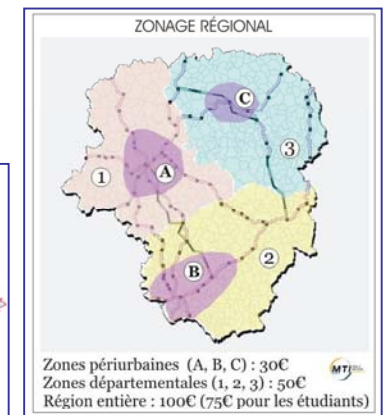 ZONAGE RÉGIONAL
C
3
1
A
2
B
Zones périurbaines (A, B, C) : 30€
Zones départementales (1, 2, 3) : 50€
Région entière : 100€ (75€ pour les étudiants)
MTI